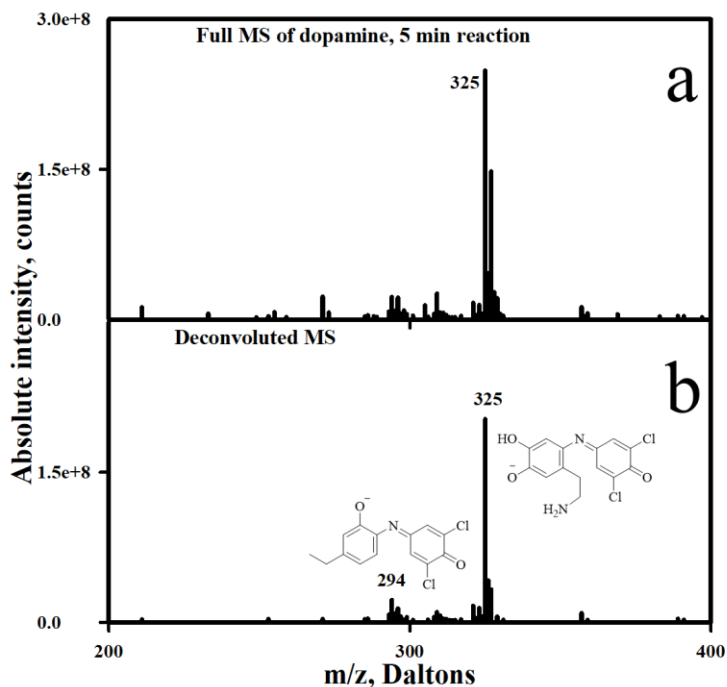 3.0e+8
Full MS of dopamine, 5 min reaction
a
325
1.5e+8
0.0
Absolute intensity, counts
Deconvoluted MS
b
325
1.5e+8
HO
N
Cl
O⁻
O
Cl
H₂N
O⁻
N
Cl
O
Cl
294
0.0
200
300
400
m/z, Daltons